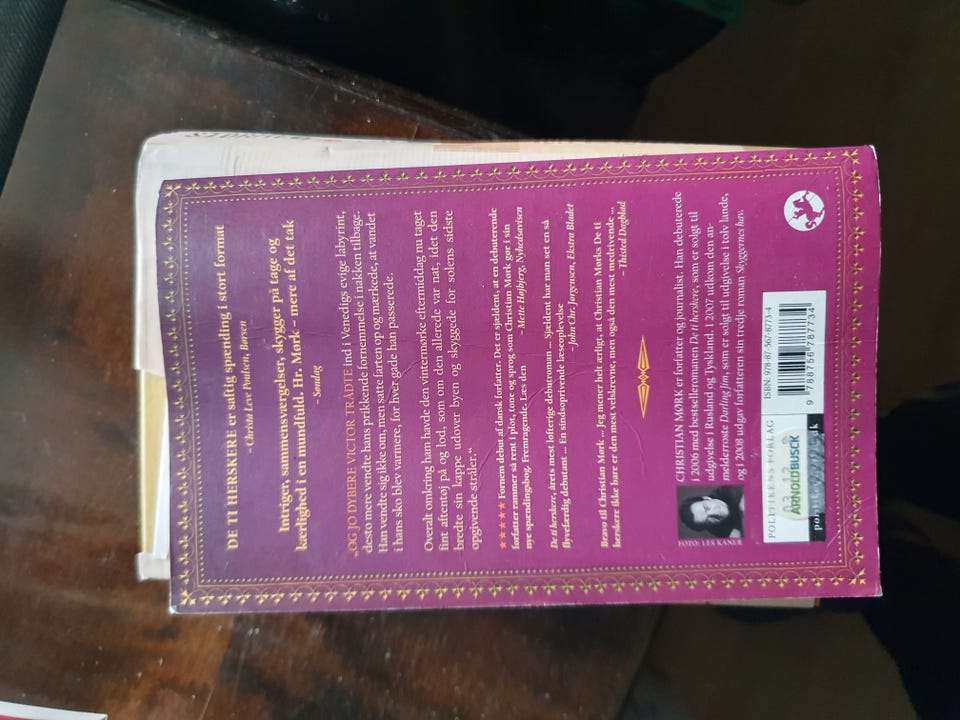 DE TI HERSKERE er saftig spænding i stort format
– Christa Leve Poulsen, Børsen
Intriger, sammensværgelser, skygger på tage og
kærlighed i en mundfuld. Hr. Mørk – mere af det tak
– Søndag
„OG JO DYBERE VICTOR TRÅDTE ind i Venedigs evige labyrint,
desto mere vendte hans prikkende fornemmelse i nakken tilbage.
Han vendte sig ikke om, men satte farten op og mærkede, at vandet
i hans sko blev varmere, for hver gade han passerede.
Overalt omkring ham havde den vintermørke eftermiddag nu taget
fint aftentøj på og lod, som om den allerede var nat, idet den
bredte sin kappe udover byen og skyggede for solens sidste
opgivende stråler.“
★★★★★ Fornem debut af dansk forfatter. Det er sjældent, at en debuterende
forfatter rammer så rent i plot, tone og sprog som Christian Mørk gør i sin
nye spændingsbog. Fremragende. Læs den
– Mette Højbjerg, Nyhedsavisen
De ti herskere, årets mest løfterige debutroman ... Sjældent har man set en så
flyvefærdig debutant ... En sindsoprivende læseoplevelse
– John Chr. Jørgensen, Ekstra Bladet
Bravo til Christian Mørk ... Jeg mener helt ærligt, at Christian Mørks De ti
herskere ikke bare er den mest velskrevne, men også den mest medrivende ...
– Thisted Dagblad
CHRISTIAN MØRK er forfatter og journalist. Han debuterede
i 2006 med bestselleromanen De ti herskere, som er solgt til
udgivelse i Rusland og Tyskland. I 2007 udkom den an-
melderroste Darling Jim, som er solgt til udgivelse i tolv lande,
og i 2008 udgav forfatteren sin tredje roman Skyggernes hav.
FOTO: LES KANER
POLITIKENS FORLAG
ARNOLD BUSCK
ISBN: 978-87-567-8773-4
9 788756 787734